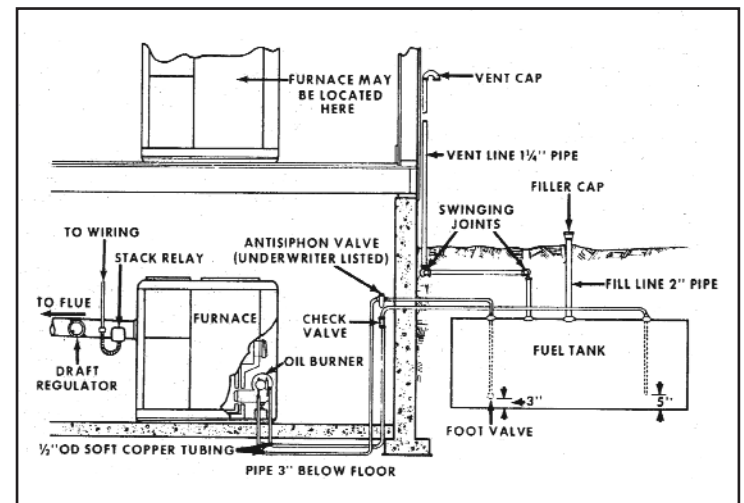 FURNACE MAY
BE LOCATED
HERE
VENT CAP
VENT LINE 1¼" PIPE
FILLER CAP
SWINGING
JOINTS
TO WIRING
STACK RELAY
ANTISIPHON VALVE
(UNDERWRITER LISTED)
TO FLUE
FURNACE
CHECK
VALVE
FILL LINE 2" PIPE
FUEL TANK
OIL BURNER
DRAFT
REGULATOR
3"
5"
FOOT VALVE
½"OD SOFT COPPER TUBING
PIPE 3" BELOW FLOOR